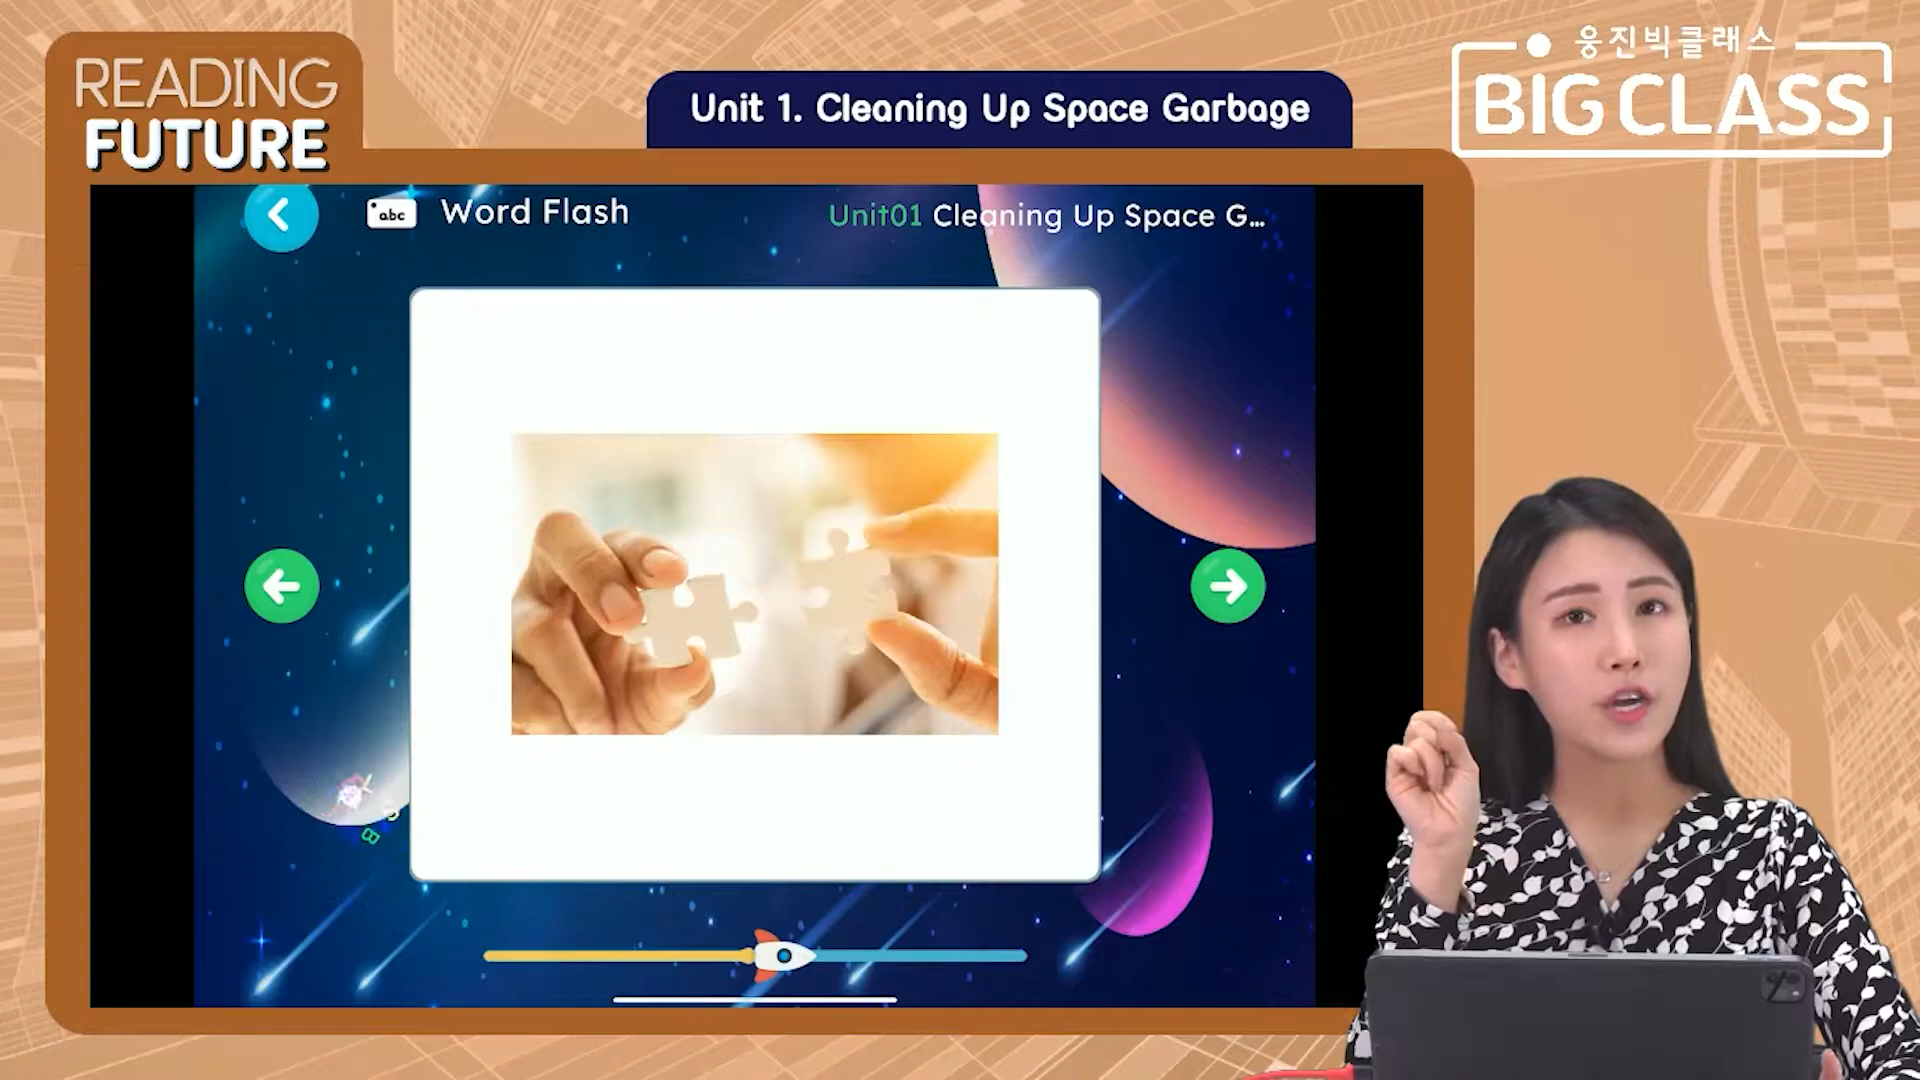 READING
FUTURE
Unit 1. Cleaning Up Space Garbage
웅진빅클래스
BIG CLASS
abc
Word Flash
Unit01 Cleaning Up Space G...
B